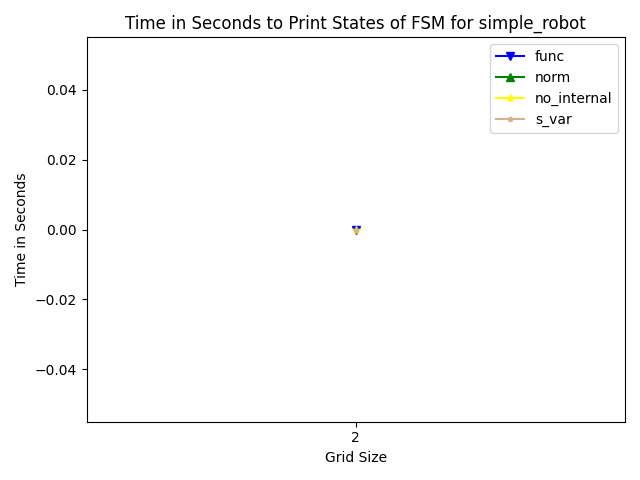 Time in Seconds to Print States of FSM for simple_robot
func
norm
no_internal
s_var
Time in Seconds
0.04
0.02
0.00
−0.02
−0.04
2
Grid Size